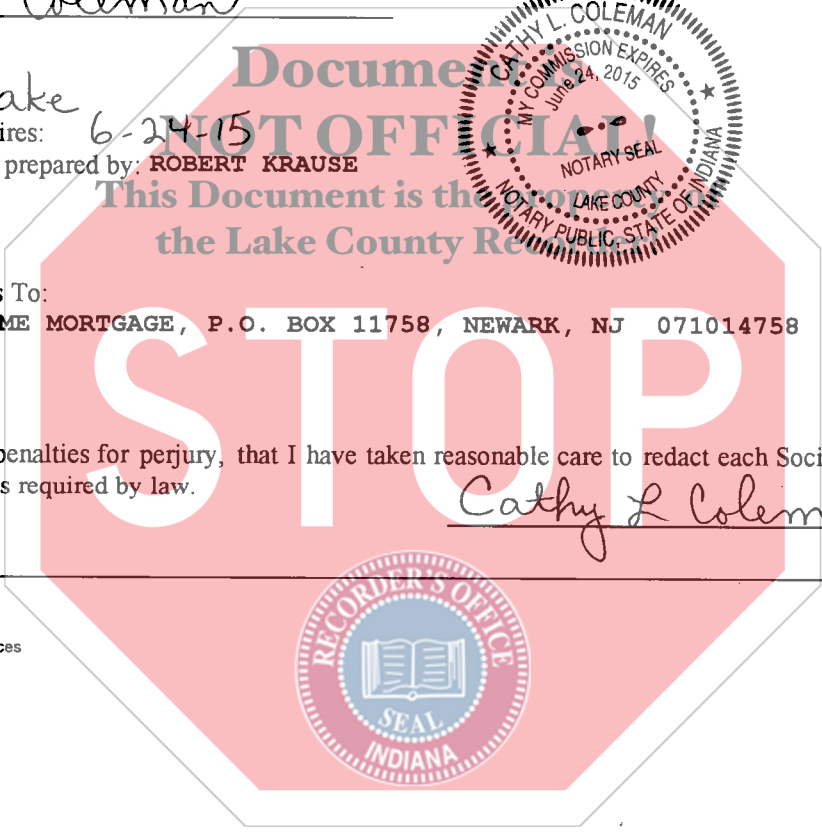 Coleman
CATHY L. COLEMAN
MY COMMISSION EXPIRES
June 24, 2015
NOTARY SEAL
LAKE COUNTY
NOTARY PUBLIC, STATE OF INDIANA
Document is
ake
ires: 6-24-15
NOT OFFICIAL!
prepared by: ROBERT KRAUSE
This Document is the property of
the Lake County Recorder!
s To:
ME MORTGAGE, P.O. BOX 11758, NEWARK, NJ 071014758
STOP
penalties for perjury, that I have taken reasonable care to redact each Soci
s required by law.
Cathy L Colem
RECORDER'S OFFICE
SEAL
INDIANA
ces